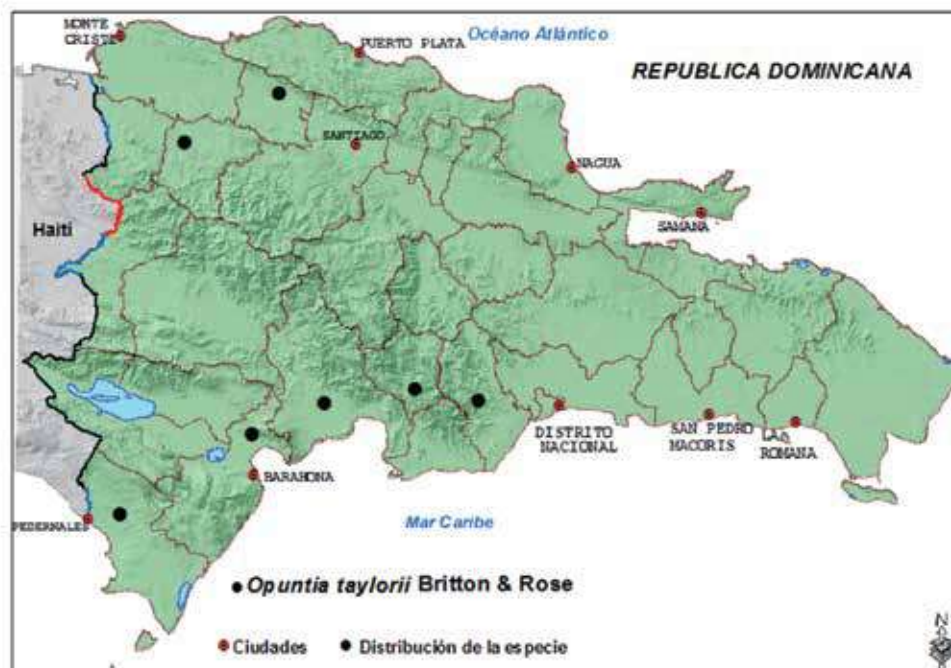 MONTE-
CRISTI
PUERTO PLATA
Océano Atlántico
REPUBLICA DOMINICANA
SANTIAGO
NAGUA
SAMANA
Haití
DISTRITO
NACIONAL
SAN PEDRO
MACORIS
LA
ROMANA
BARAHONA
PEDERNALES
Mar Caribe
Opuntia taylorii Britton & Rose
Ciudades
Distribución de la especie
N